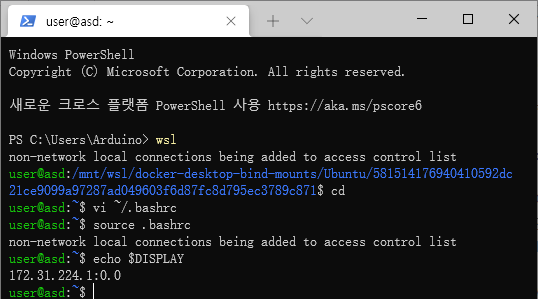 user@asd: ~
Windows PowerShell
Copyright (C) Microsoft Corporation. All rights reserved.
새로운 크로스 플랫폼 PowerShell 사용 https://aka.ms/pscore6
PS C:\Users\Arduino> wsl
non-network local connections being added to access control list
user@asd:/mnt/wsl/docker-desktop-bind-mounts/Ubuntu/581514176940410592dc
21ce9099a97287ad049603f6d87fc8d795ec3789c871$ cd
user@asd:~$ vi ~/.bashrc
user@asd:~$ source .bashrc
non-network local connections being added to access control list
user@asd:~$ echo $DISPLAY
172.31.224.1:0.0
user@asd:~$